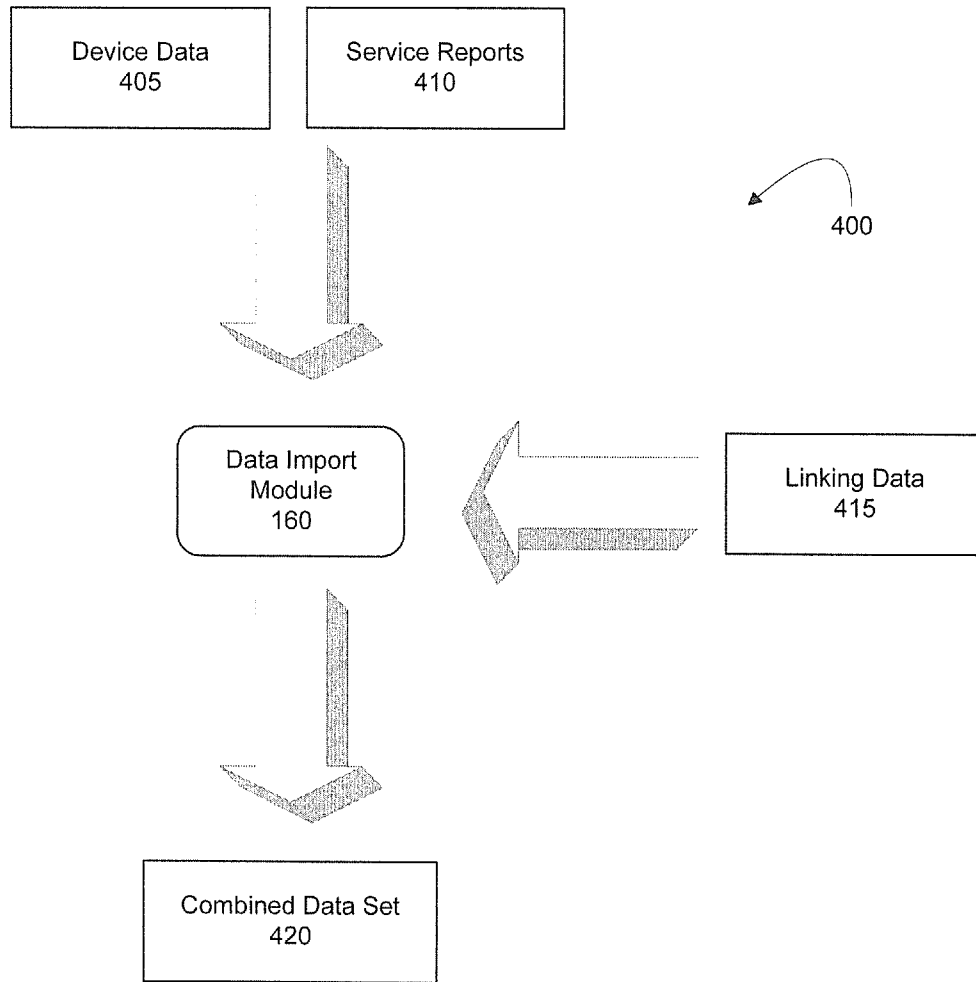 Device Data
405
Service Reports
410
400
Data Import
Module
160
Linking Data
415
Combined Data Set
420